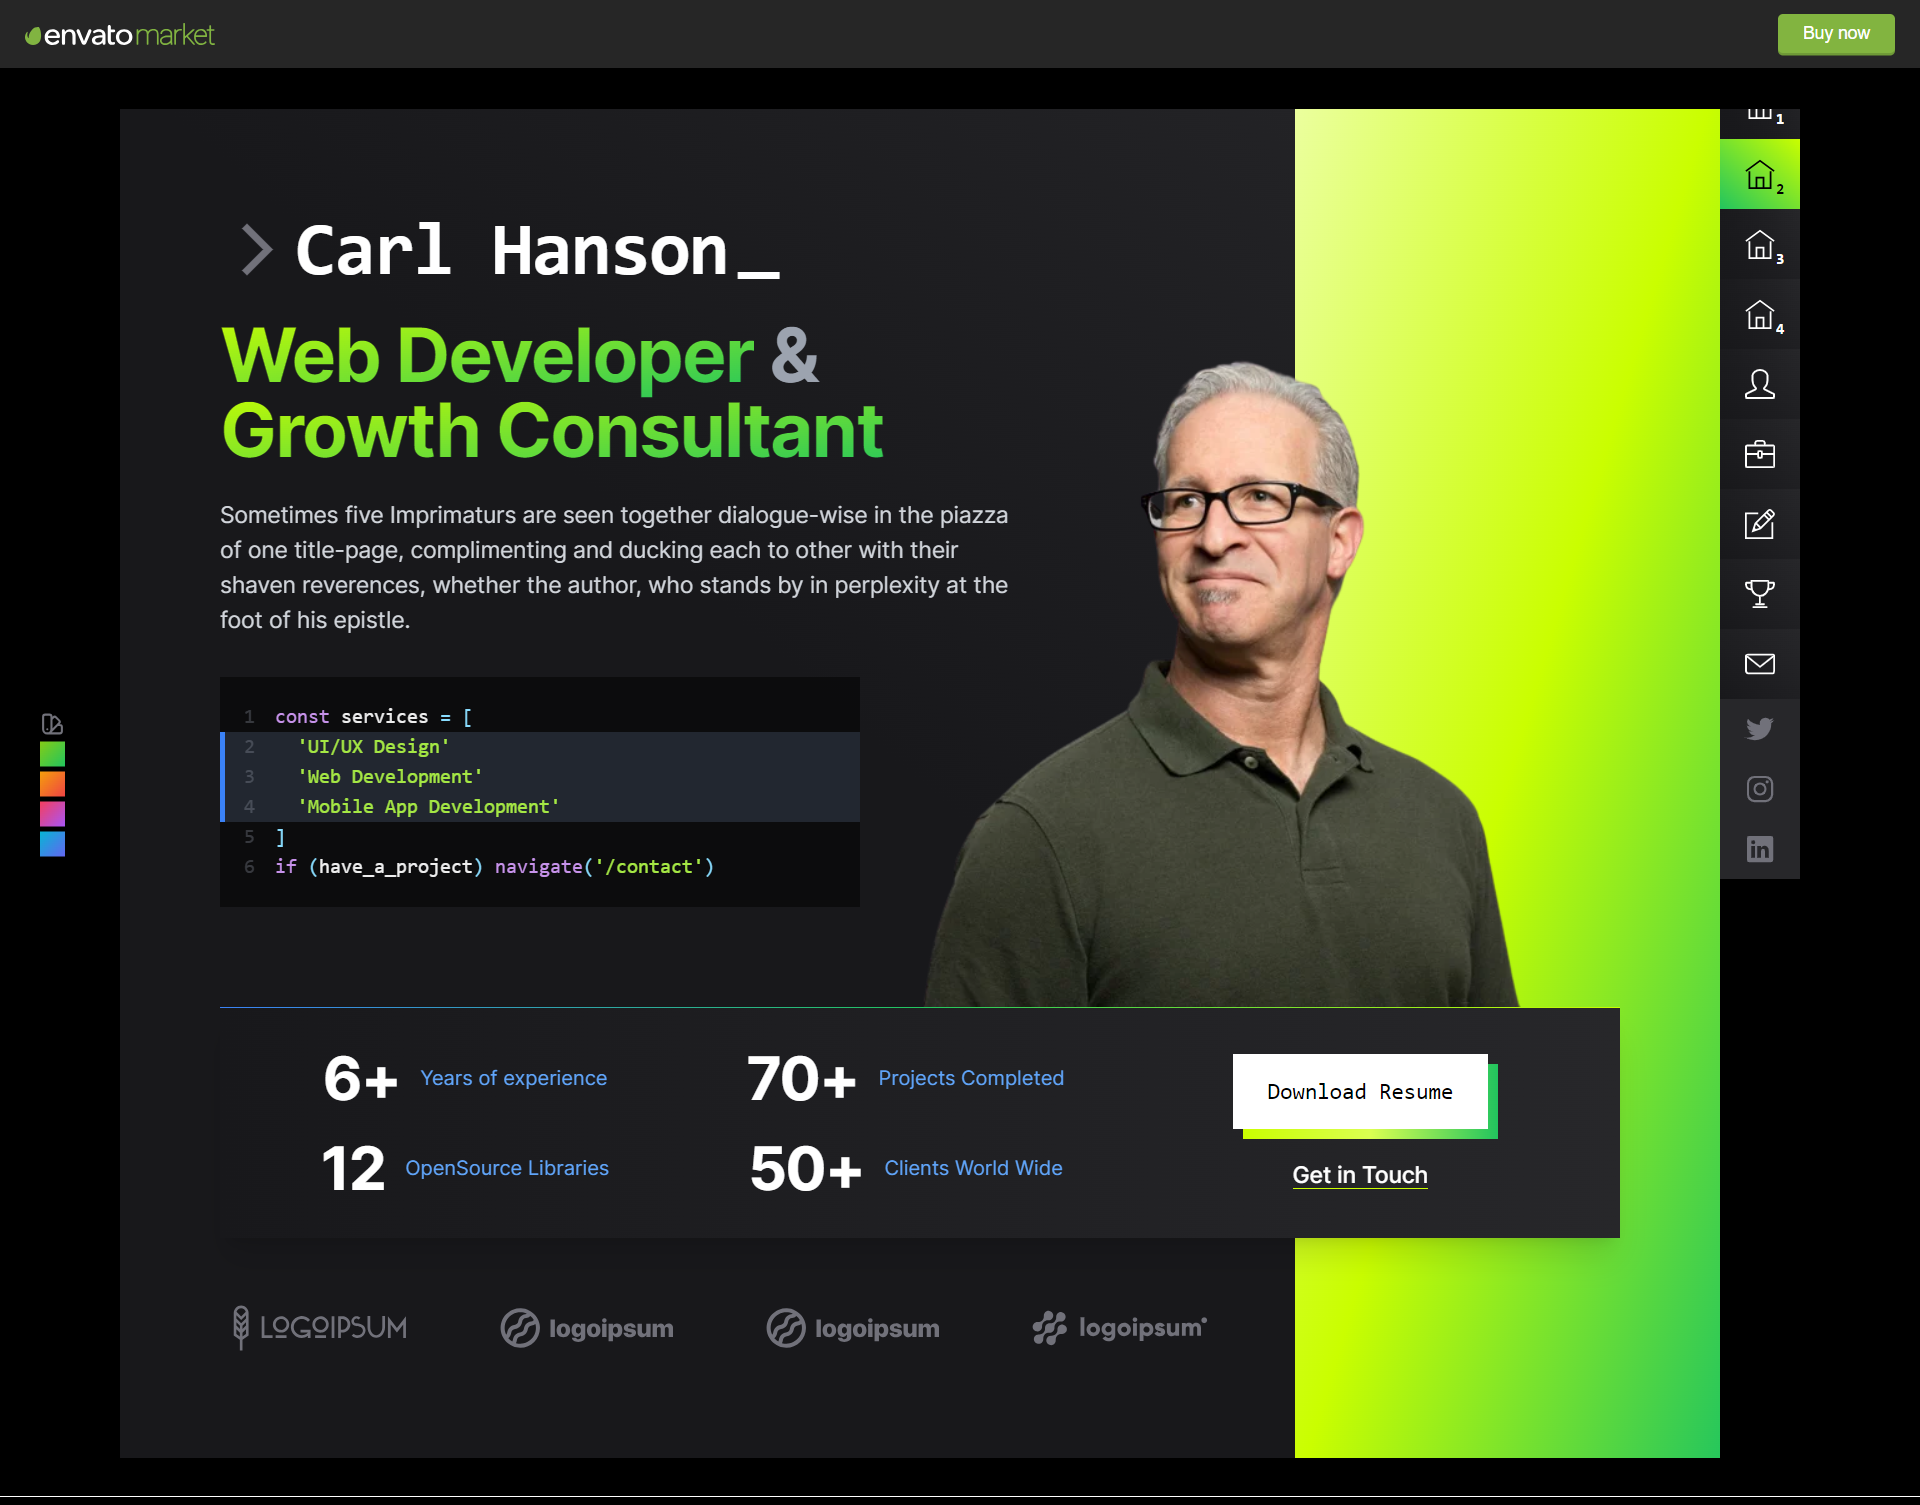 envato market
Buy now
1
2
3
4
> Carl Hanson_
Web Developer &
Growth Consultant
Sometimes five Imprimaturs are seen together dialogue-wise in the piazza
of one title-page, complimenting and ducking each to other with their
shaven reverences, whether the author, who stands by in perplexity at the
foot of his epistle.
1 const services = [
2 'UI/UX Design'
3 'Web Development'
4 'Mobile App Development'
5 ]
6 if (have_a_project) navigate('/contact')
in
6+ Years of experience
70+ Projects Completed
Download Resume
12 OpenSource Libraries
50+ Clients World Wide
Get in Touch
LOGOIPSUM
logoipsum
logoipsum
logoipsum